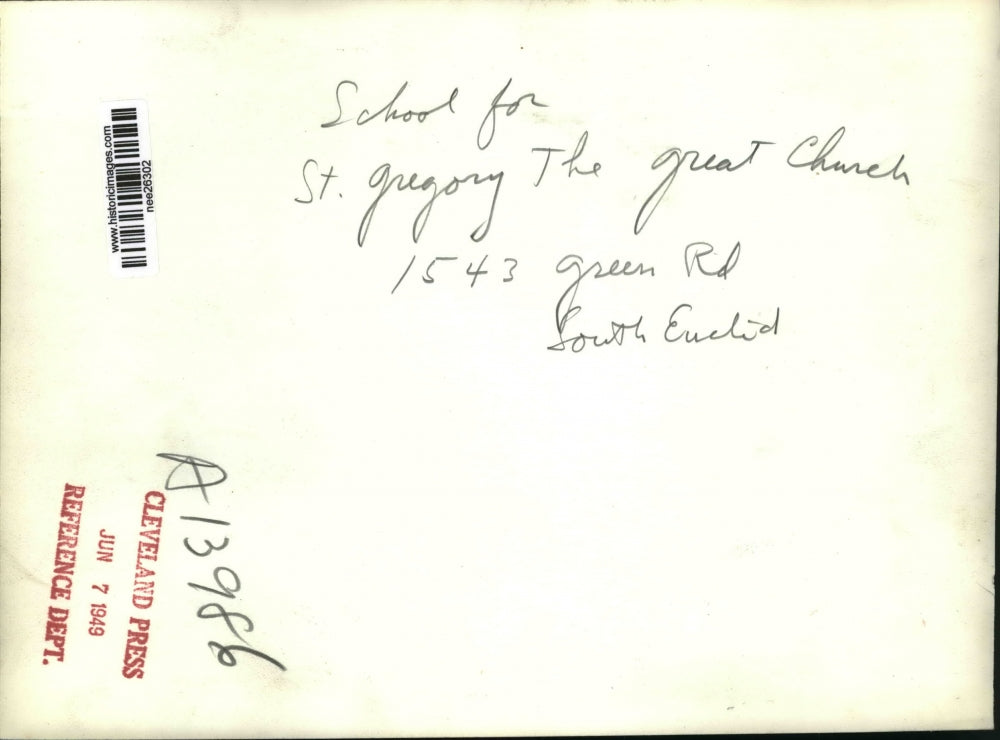 School for
St. Gregory The Great Church
1543 Green Rd
South Euclid
www.historicimages.com
nee26302
A13986
CLEVELAND PRESS
JUN 7 1949
REFERENCE DEPT.